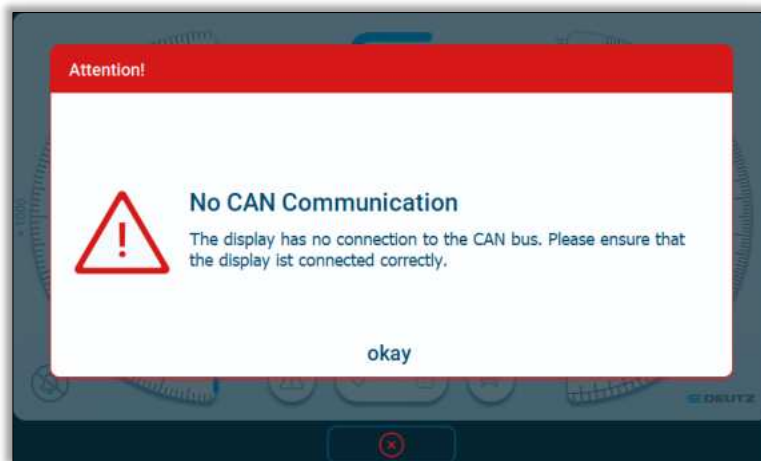 Attention!
x 1000
No CAN Communication
The display has no connection to the CAN bus. Please ensure that
the display ist connected correctly.
okay
DEUTZ